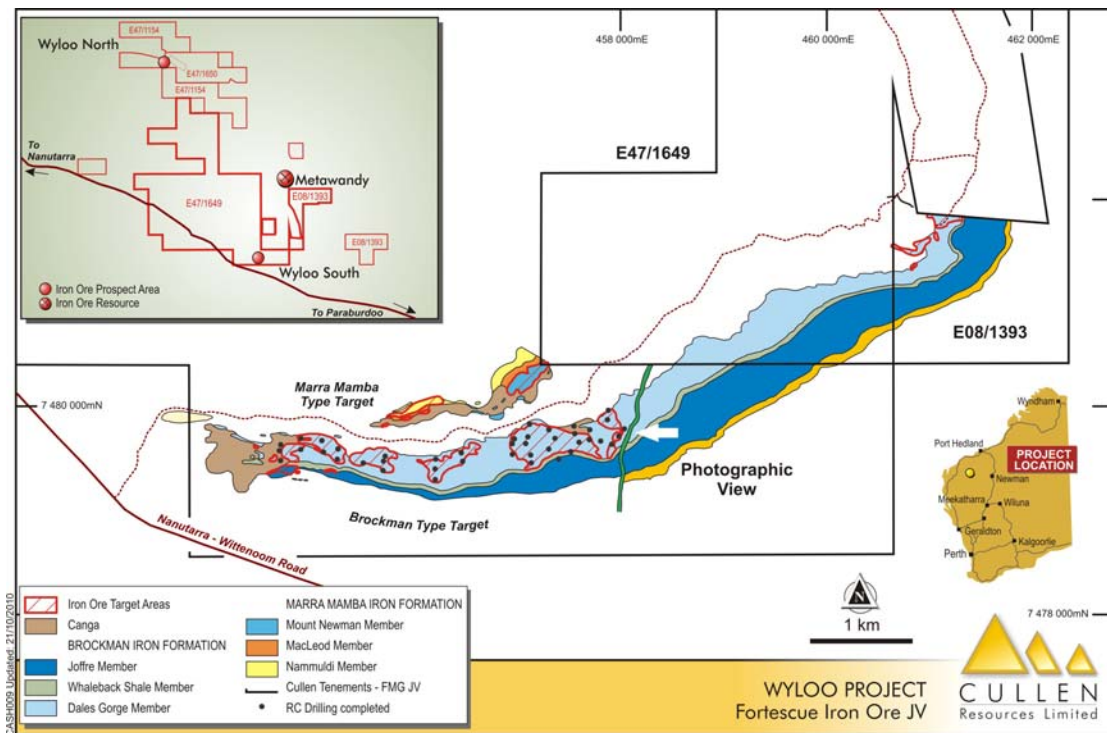 E47/1154
Wyloo North
E47/1650
E47/1154
To
Nanutarra
Metawandy
E47/1649
E08/1393
E08/1393
Wyloo South
Iron Ore Prospect Area
Iron Ore Resource
To Paraburdoo
458 000mE
460 000mE
462 000mE
E47/1649
E08/1393
Marra Mamba
Type Target
7 480 000mN
Photographic
View
Brockman Type Target
Nanutarra - Wittenoom Road
Wyndham
Port Hedland
PROJECT
LOCATION
Newman
Meekatharra
Wiluna
Geraldton
Kalgoorlie
Perth
N
1 km
7 478 000mN
Iron Ore Target Areas
Canga
BROCKMAN IRON FORMATION
Joffre Member
Whaleback Shale Member
Dales Gorge Member
MARRA MAMBA IRON FORMATION
Mount Newman Member
MacLeod Member
Nammuldi Member
Cullen Tenements - FMG JV
RC Drilling completed
WYLOO PROJECT
Fortescue Iron Ore JV
CULLEN
Resources Limited
Updated: 21/10/2010